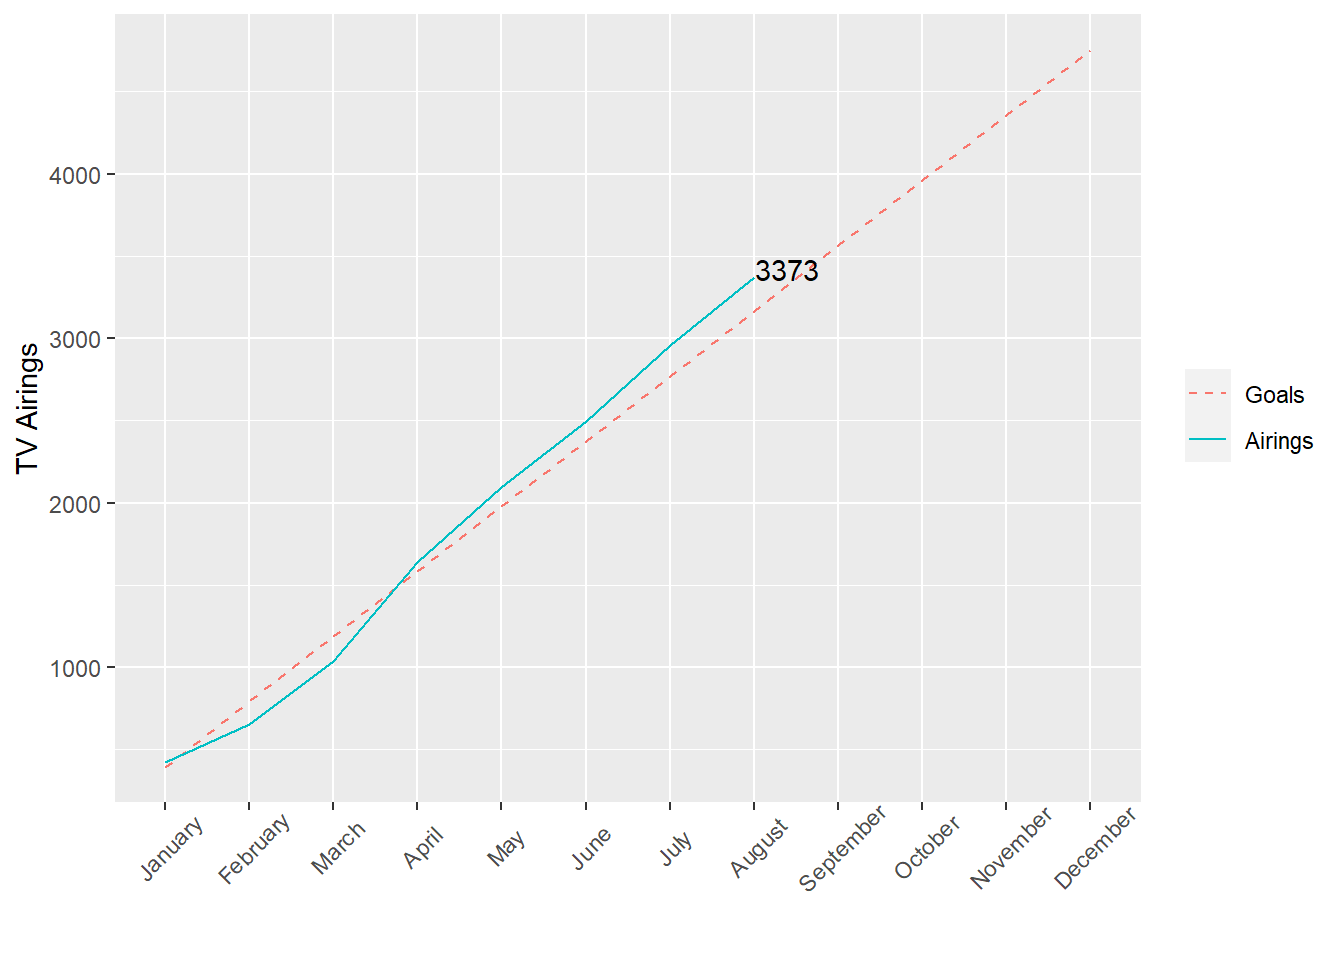 TV Airings
4000
3000
2000
1000
3373
January
February
March
April
May
June
July
August
September
October
November
December
Goals
Airings